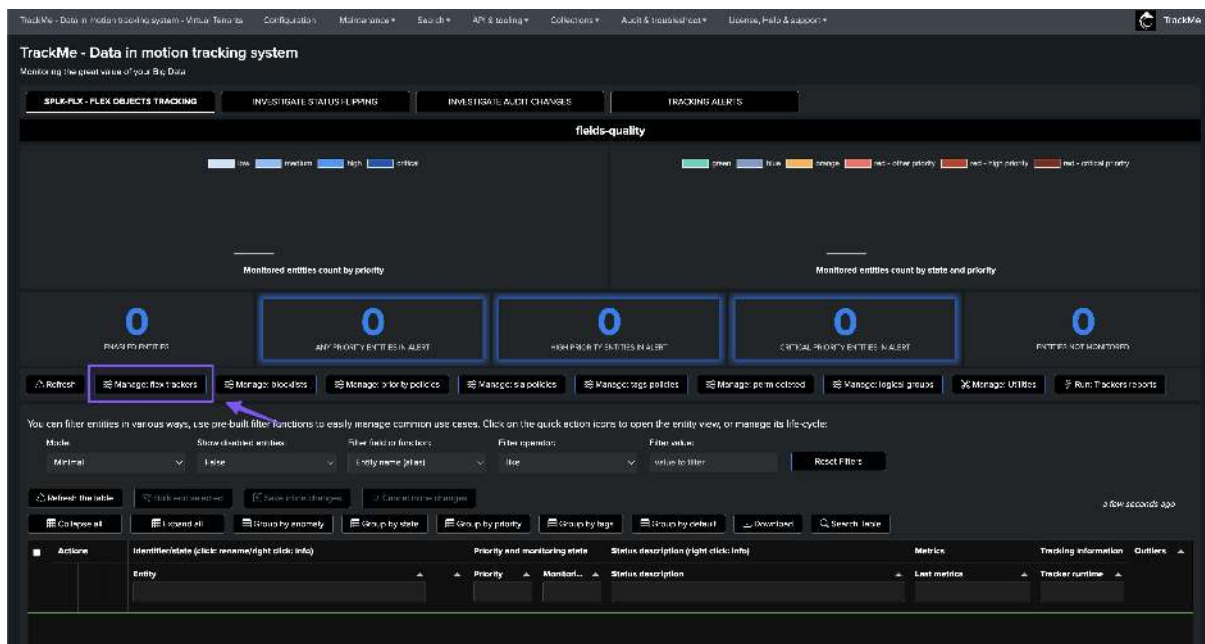 TrackMe - Data in motion tracking system - Virtual Tenants Configuration Maintenance Search API & tooling Collections Audit & troubleshoot License, Help & support TrackMe
TrackMe - Data in motion tracking system
Monitoring the great value of your Big Data
SPLK-FLX - FLEX OBJECTS TRACKING INVESTIGATE STATUS FLIPPING INVESTIGATE AUDIT CHANGES TRACKING ALERTS
fields-quality
low medium high critical green blue orange red - other priority red - high priority red - critical priority
Monitored entities count by priority Monitored entities count by state and priority
0 0 0 0 0
ENABLED ENTITIES ANY PRIORITY ENTITIES IN ALERT HIGH PRIORITY ENTITIES IN ALERT CRITICAL PRIORITY ENTITIES IN ALERT ENTITIES NOT MONITORED
Refresh Manage: flex trackers Manage: blocklists Manage: priority policies Manage: sla policies Manage: tags policies Manage: perm deleted Manage: logical groups Manage: Utilities Run: Trackers reports
You can filter entities in various ways, use pre-built filter functions to easily manage common use cases. Click on the quick action icons to open the entity view, or manage its life-cycle:
Mode: Show disabled entities: Filter field or function: Filter operator: Filter value:
Minimal False Entity name (alias) like value to filter Reset Filters
Refresh the table Bulk edit selected Save inline changes Cancel inline changes a few seconds ago
Collapse all Expand all Group by anomaly Group by state Group by priority Group by tags Group by default Download Search Table
Actions Identifier/state (click: rename/right click: info) Priority and monitoring state Status description (right click: info) Metrics Tracking information Outliers
Entity Priority Monitori... Status description Last metrics Tracker runtime